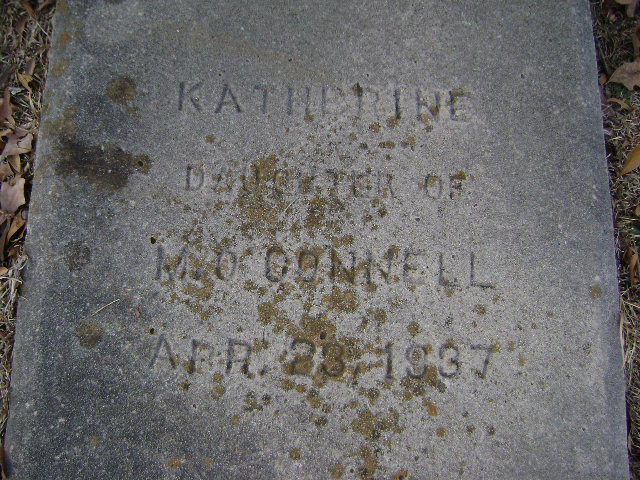 KATHERINE
DAUGHTER OF
M. O'CONNELL
APR. 23, 1937